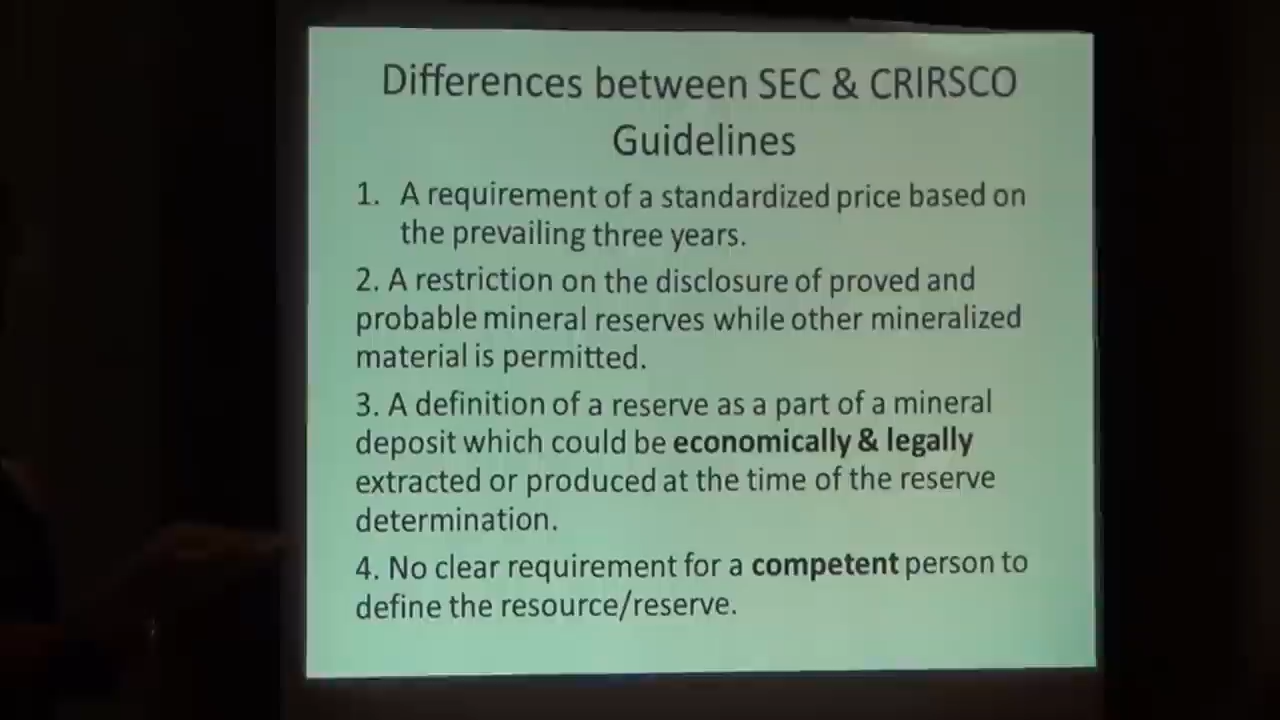 Differences between SEC & CRIRSCO
Guidelines
1. A requirement of a standardized price based on
the prevailing three years.
2. A restriction on the disclosure of proved and
probable mineral reserves while other mineralized
material is permitted.
3. A definition of a reserve as a part of a mineral
deposit which could be economically & legally
extracted or produced at the time of the reserve
determination.
4. No clear requirement for a competent person to
define the resource/reserve.